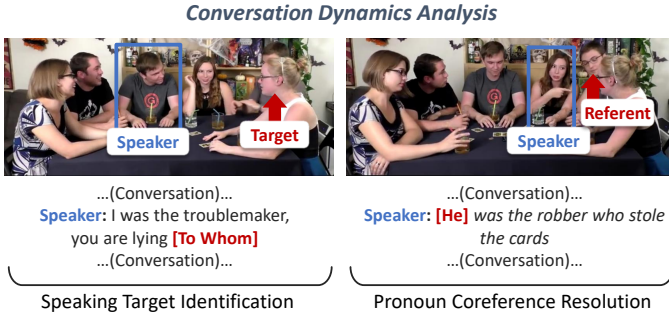 Conversation Dynamics Analysis
Speaker
Target
Speaker
Referent
...(Conversation)...
Speaker: I was the troublemaker,
you are lying [To Whom]
...(Conversation)...
Speaking Target Identification
...(Conversation)...
Speaker: [He] was the robber who stole
the cards
...(Conversation)...
Pronoun Coreference Resolution